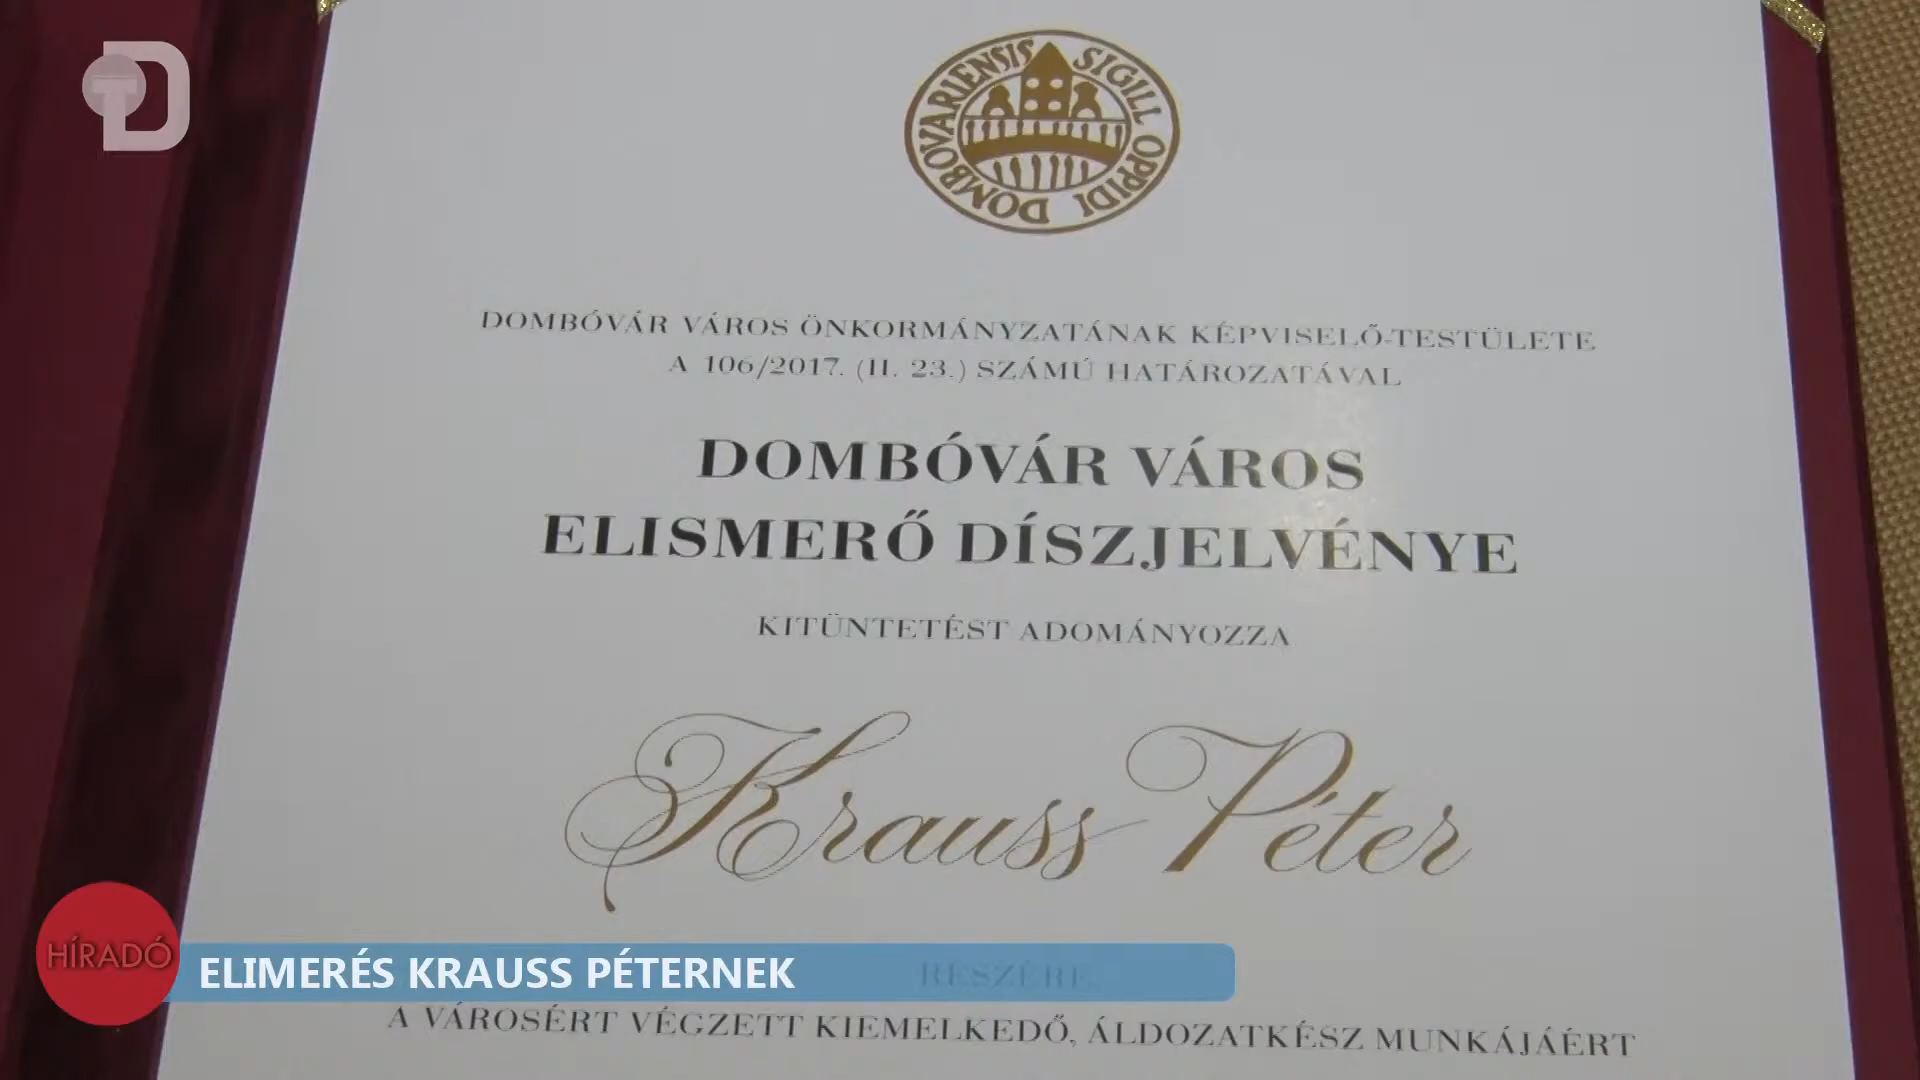 TD
SIGILL OPPIDI DOMBOVARIENSIS
DOMBÓVÁR VÁROS ÖNKORMÁNYZATÁNAK KÉPVISELŐ-TESTÜLETE
A 106/2017. (II. 23.) SZÁMÚ HATÁROZATÁVAL
DOMBÓVÁR VÁROS
ELISMERŐ DÍSZJELVÉNYE
KITÜNTETÉST ADOMÁNYOZZA
Krauss Péter
RÉSZÉRE
HÍRADÓ
ELIMERÉS KRAUSS PÉTERNEK
A VÁROSÉRT VÉGZETT KIEMELKEDŐ, ÁLDOZATKÉSZ MUNKÁJÁÉRT